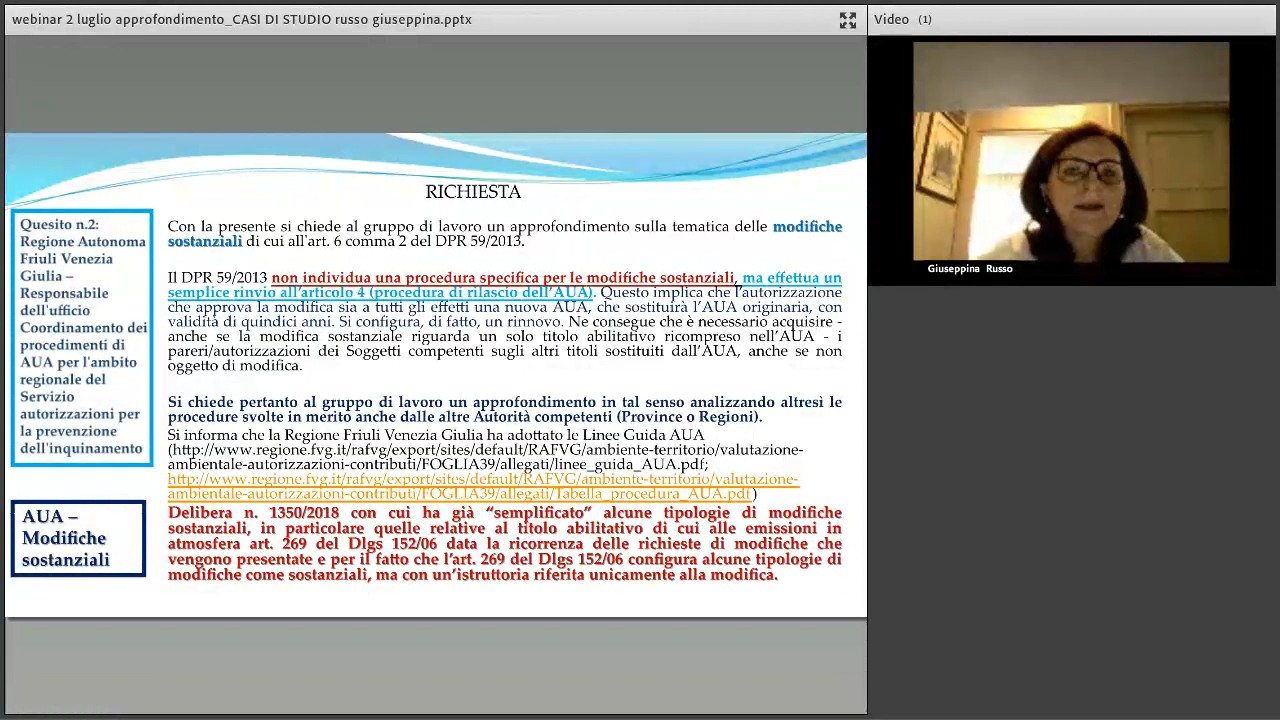 webinar 2 luglio approfondimento_CASI DI STUDIO russo giuseppina.pptx
Video (1)
Giuseppina Russo
RICHIESTA
Quesito n.2:
Regione Autonoma
Friuli Venezia
Giulia –
Responsabile
dell'ufficio
Coordinamento dei
procedimenti di
AUA per l'ambito
regionale del
Servizio
autorizzazioni per
la prevenzione
dell'inquinamento
AUA –
Modifiche
sostanziali
Con la presente si chiede al gruppo di lavoro un approfondimento sulla tematica delle modifiche
sostanziali di cui all'art. 6 comma 2 del DPR 59/2013.
Il DPR 59/2013 non individua una procedura specifica per le modifiche sostanziali, ma effettua un
semplice rinvio all'articolo 4 (procedura di rilascio dell'AUA). Questo implica che l'autorizzazione
che approva la modifica sia a tutti gli effetti una nuova AUA, che sostituirà l'AUA originaria, con
validità di quindici anni. Si configura, di fatto, un rinnovo. Ne consegue che è necessario acquisire -
anche se la modifica sostanziale riguarda un solo titolo abilitativo ricompreso nell'AUA - i
pareri/autorizzazioni dei Soggetti competenti sugli altri titoli sostituiti dall'AUA, anche se non
oggetto di modifica.
Si chiede pertanto al gruppo di lavoro un approfondimento in tal senso analizzando altresì le
procedure svolte in merito anche dalle altre Autorità competenti (Province o Regioni).
Si informa che la Regione Friuli Venezia Giulia ha adottato le Linee Guida AUA
(http://www.regione.fvg.it/rafvg/export/sites/default/RAFVG/ambiente-territorio/valutazione-
ambientale-autorizzazioni-contributi/FOGLIA39/allegati/linee_guida_AUA.pdf;
http://www.regione.fvg.it/rafvg/export/sites/default/RAFVG/ambiente-territorio/valutazione-
ambientale-autorizzazioni-contributi/FOGLIA39/allegati/Tabella_procedura_AUA.pdf)
Delibera n. 1350/2018 con cui ha già “semplificato” alcune tipologie di modifiche
sostanziali, in particolare quelle relative al titolo abilitativo di cui alle emissioni in
atmosfera art. 269 del Dlgs 152/06 data la ricorrenza delle richieste di modifiche che
vengono presentate e per il fatto che l'art. 269 del Dlgs 152/06 configura alcune tipologie di
modifiche come sostanziali, ma con un'istruttoria riferita unicamente alla modifica.